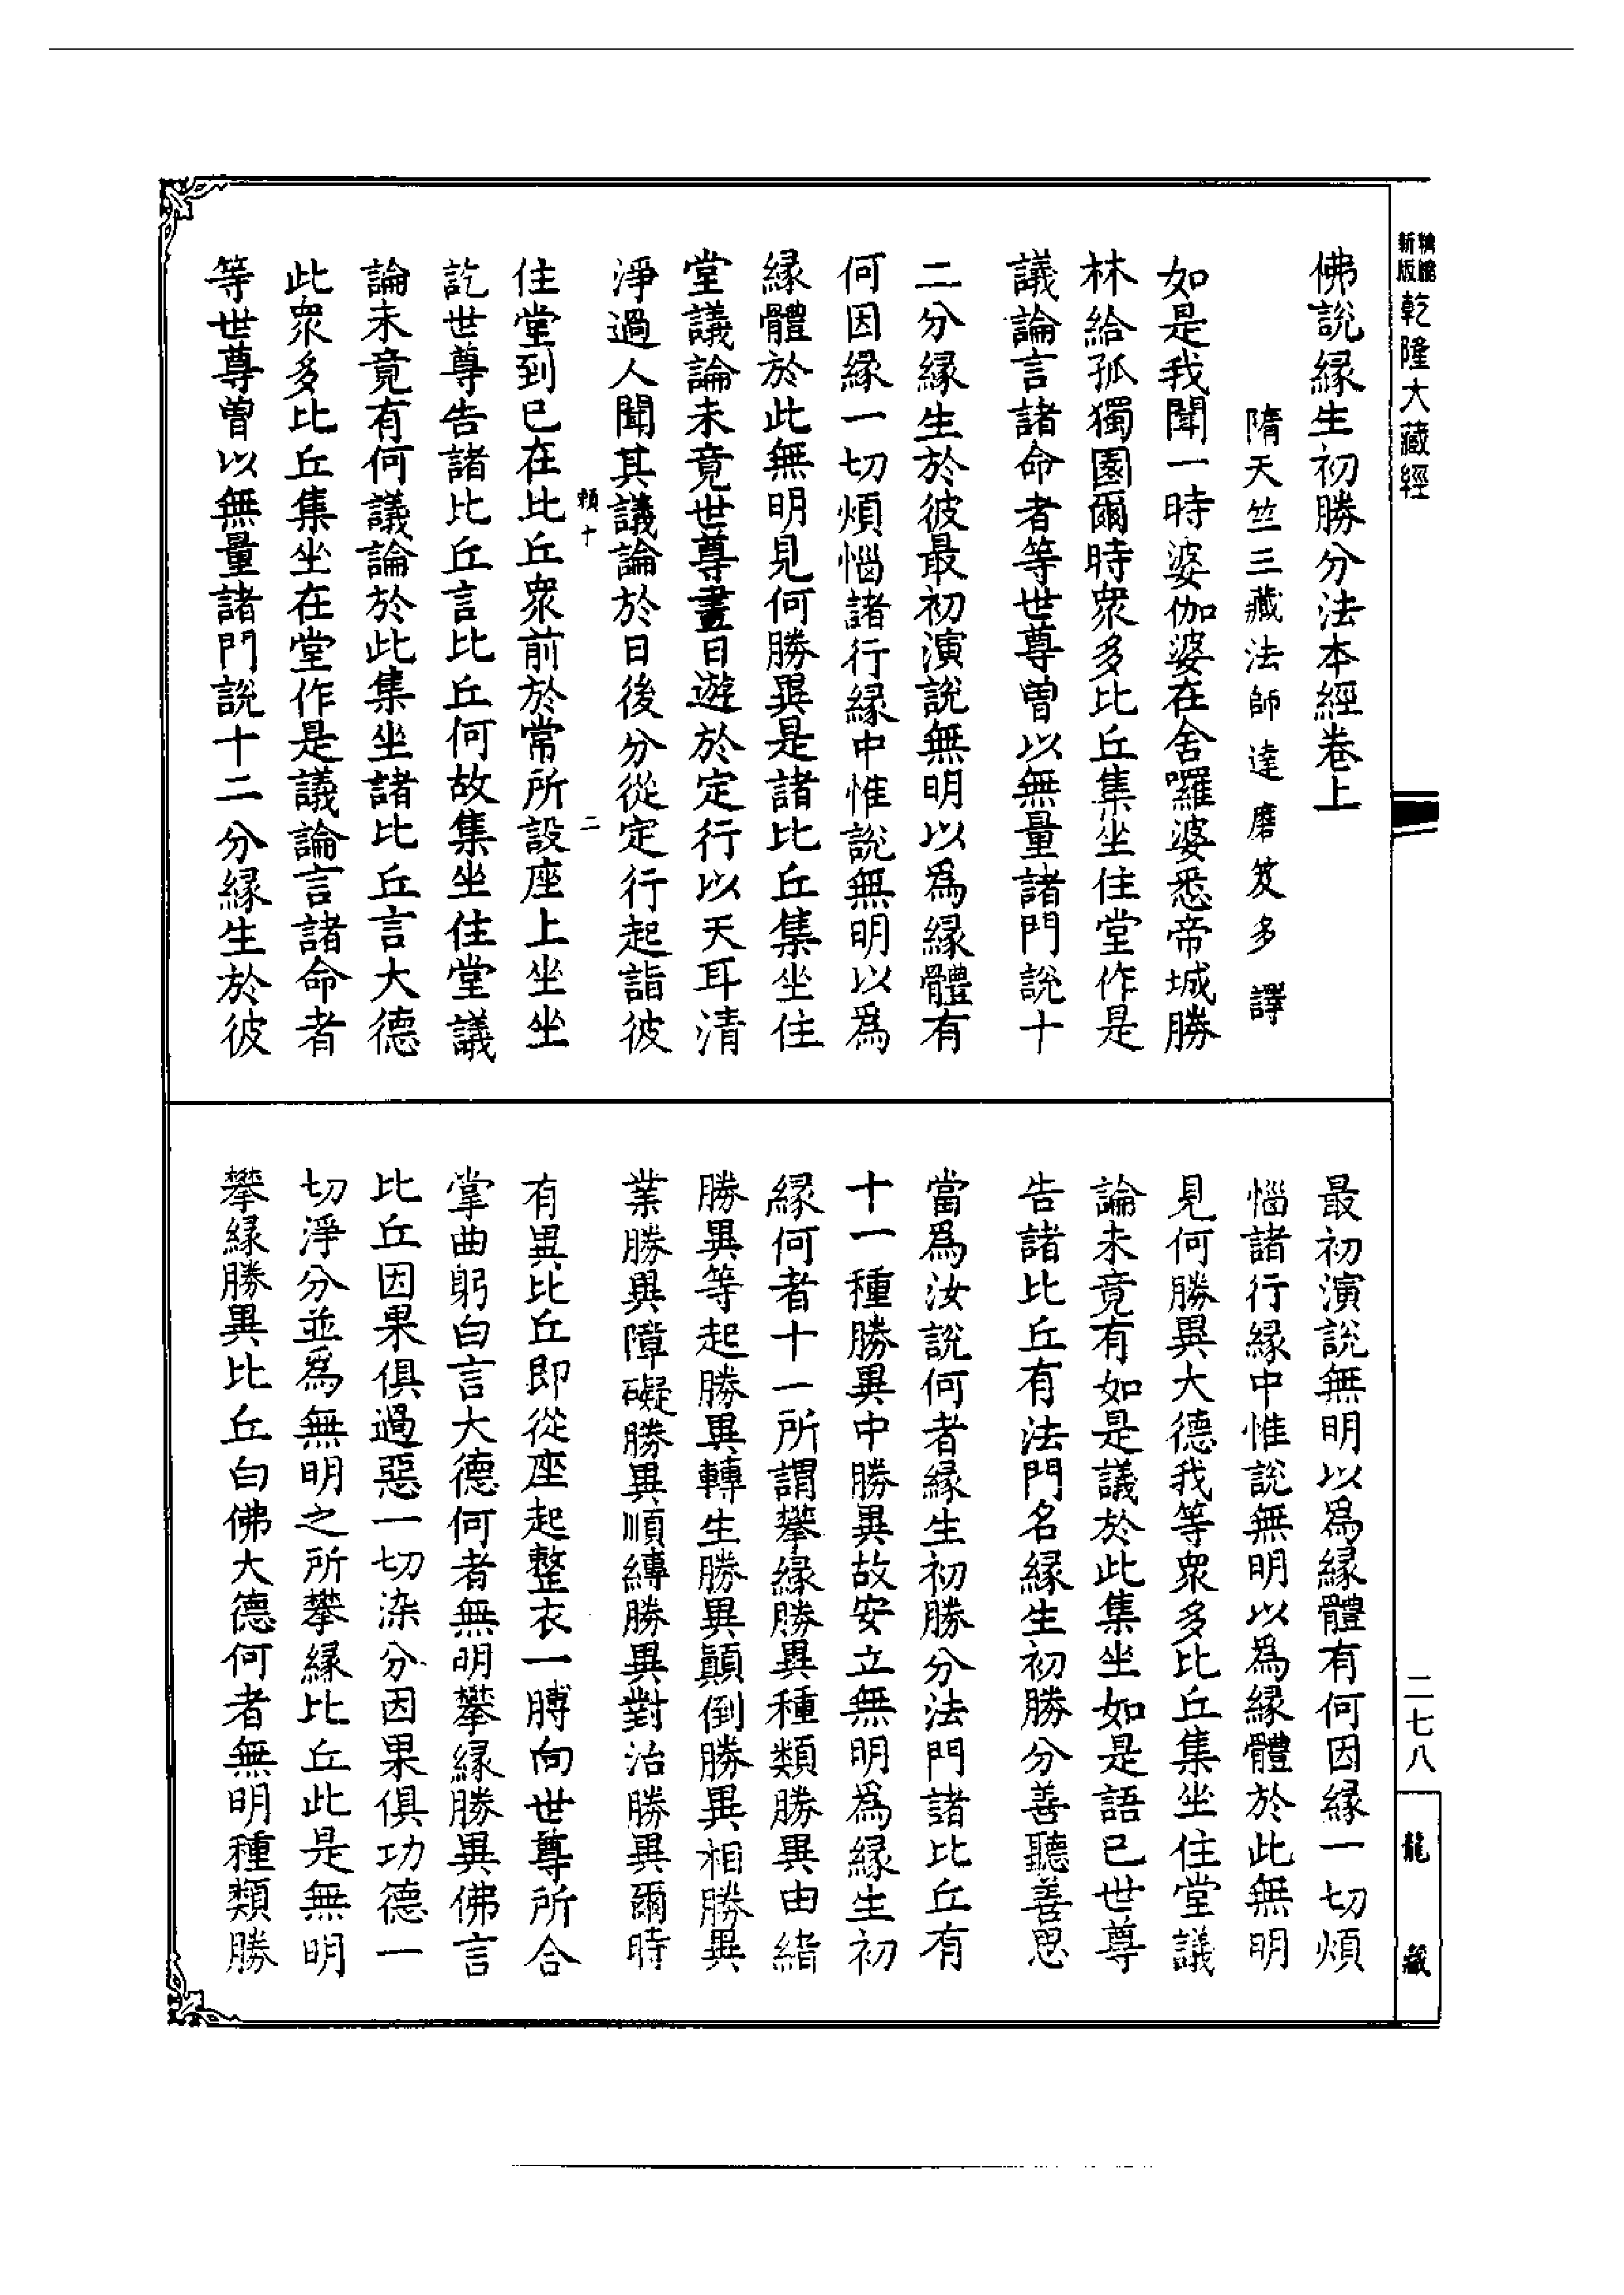 新版
精縮
乾隆大藏經
佛說緣生初勝分法本經卷上
隋天竺三藏法師達磨笈多譯
如是我聞一時婆伽婆在舍囉婆悉帝城勝
林給孤獨園爾時眾多比丘集坐住堂作是
議論言諸命者等世尊曾以無量諸門說十
二分緣生於彼最初演說無明以為緣體有
何因緣一切煩惱諸行緣中惟說無明以為
緣體於此無明見何勝異是諸比丘集坐住
堂議論未竟世尊晝日遊於定行以天耳清
淨過人聞其議論於日後分從定行起詣彼
賴十
二
住堂到已在比丘眾前於常所設座上坐坐
訖世尊告諸比丘言比丘何故集坐住堂議
論未竟有何議論於此集坐諸比丘言大德
此眾多比丘集坐在堂作是議論言諸命者
等世尊曾以無量諸門說十二分緣生於彼
最初演說無明以為緣體有何因緣一切煩
惱諸行緣中惟說無明以為緣體於此無明
見何勝異大德我等眾多比丘集坐住堂議
論未竟有如是議於此集坐如是語已世尊
告諸比丘有法門名緣生初勝分善聽善思
當為汝說何者緣生初勝分法門諸比丘有
十一種勝異中勝異故安立無明為緣生初
緣何者十一所謂攀緣勝異種類勝異由緒
勝異等起勝異轉生勝異顛倒勝異相勝異
業勝異障礙勝異順縛勝異對治勝異爾時
有異比丘即從座起整衣一膊向世尊所合
掌曲躬白言大德何者無明攀緣勝異佛言
比丘因果俱過惡一切染分因果俱功德一
切淨分並為無明之所攀緣比丘此是無明
攀緣勝異比丘白佛大德何者無明種類勝
二七八
龍藏